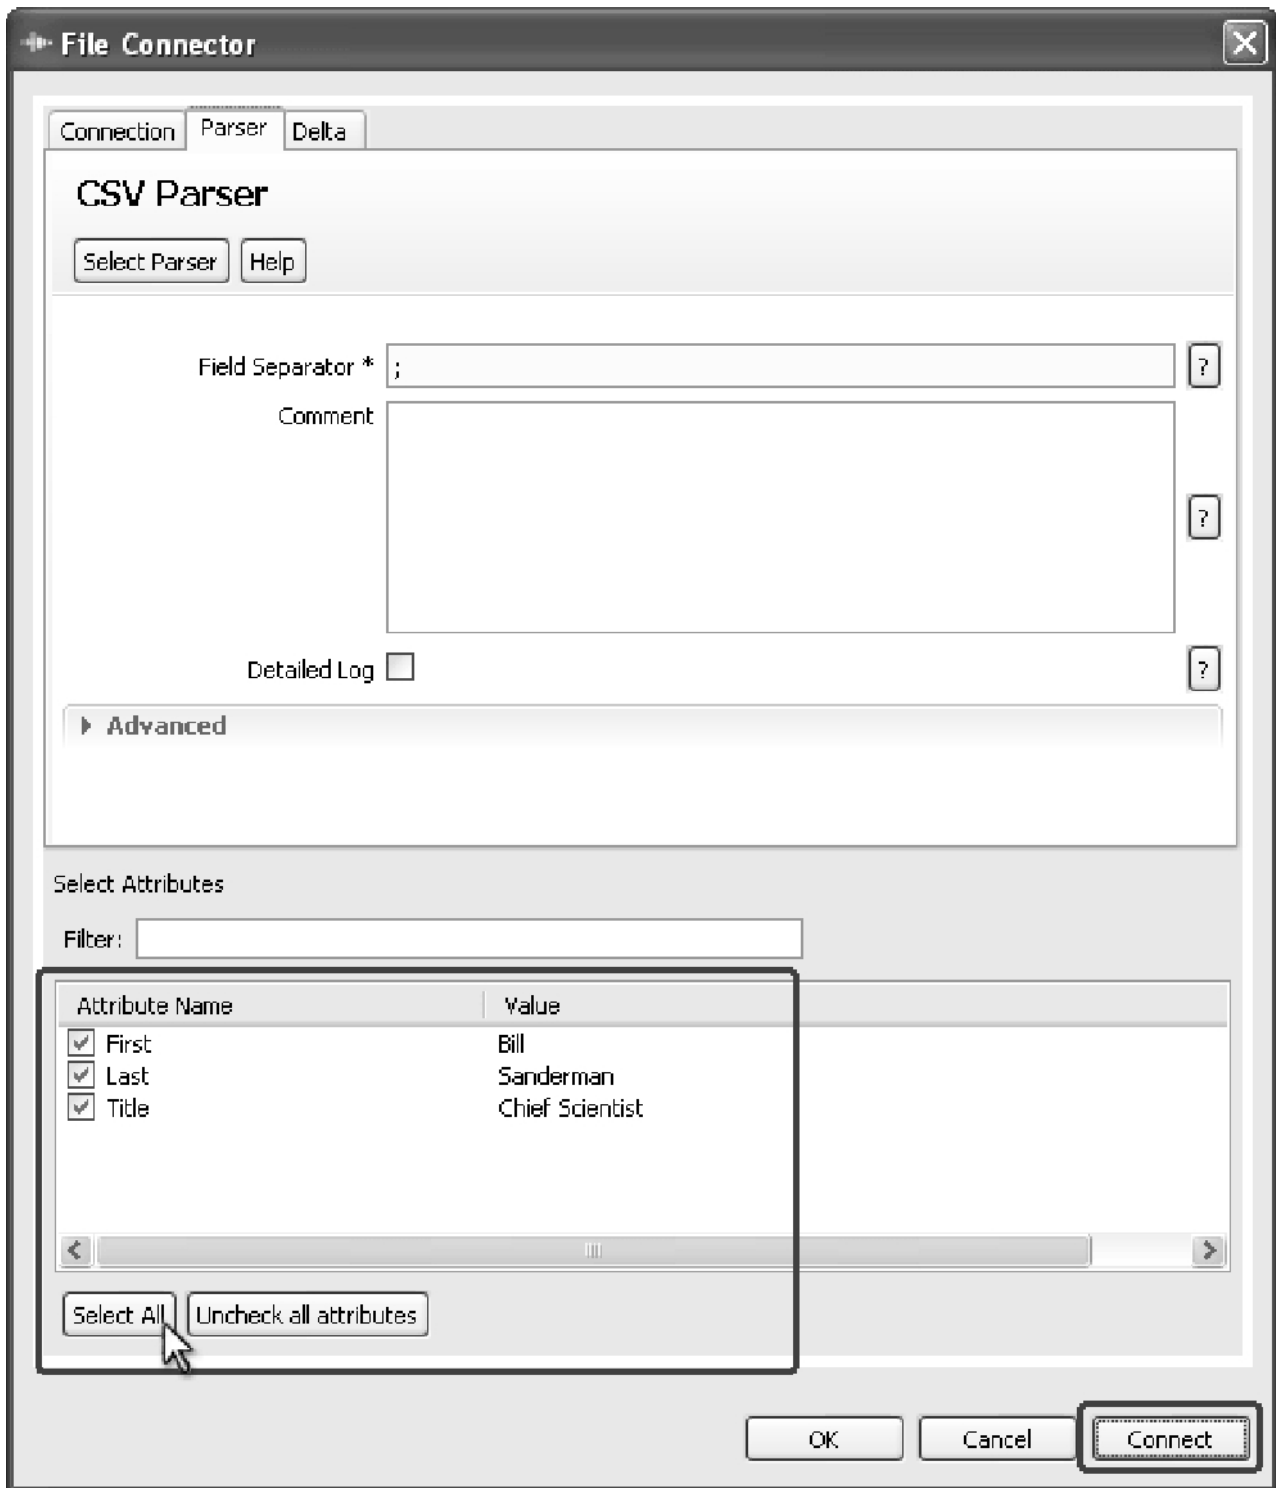 File Connector
Connection Parser Delta
CSV Parser
Select Parser Help
Field Separator * ; ?
Comment
?
Detailed Log ?
Advanced
Select Attributes
Filter:
Attribute Name Value
First Bill
Last Sanderman
Title Chief Scientist
Select All Uncheck all attributes
OK Cancel Connect